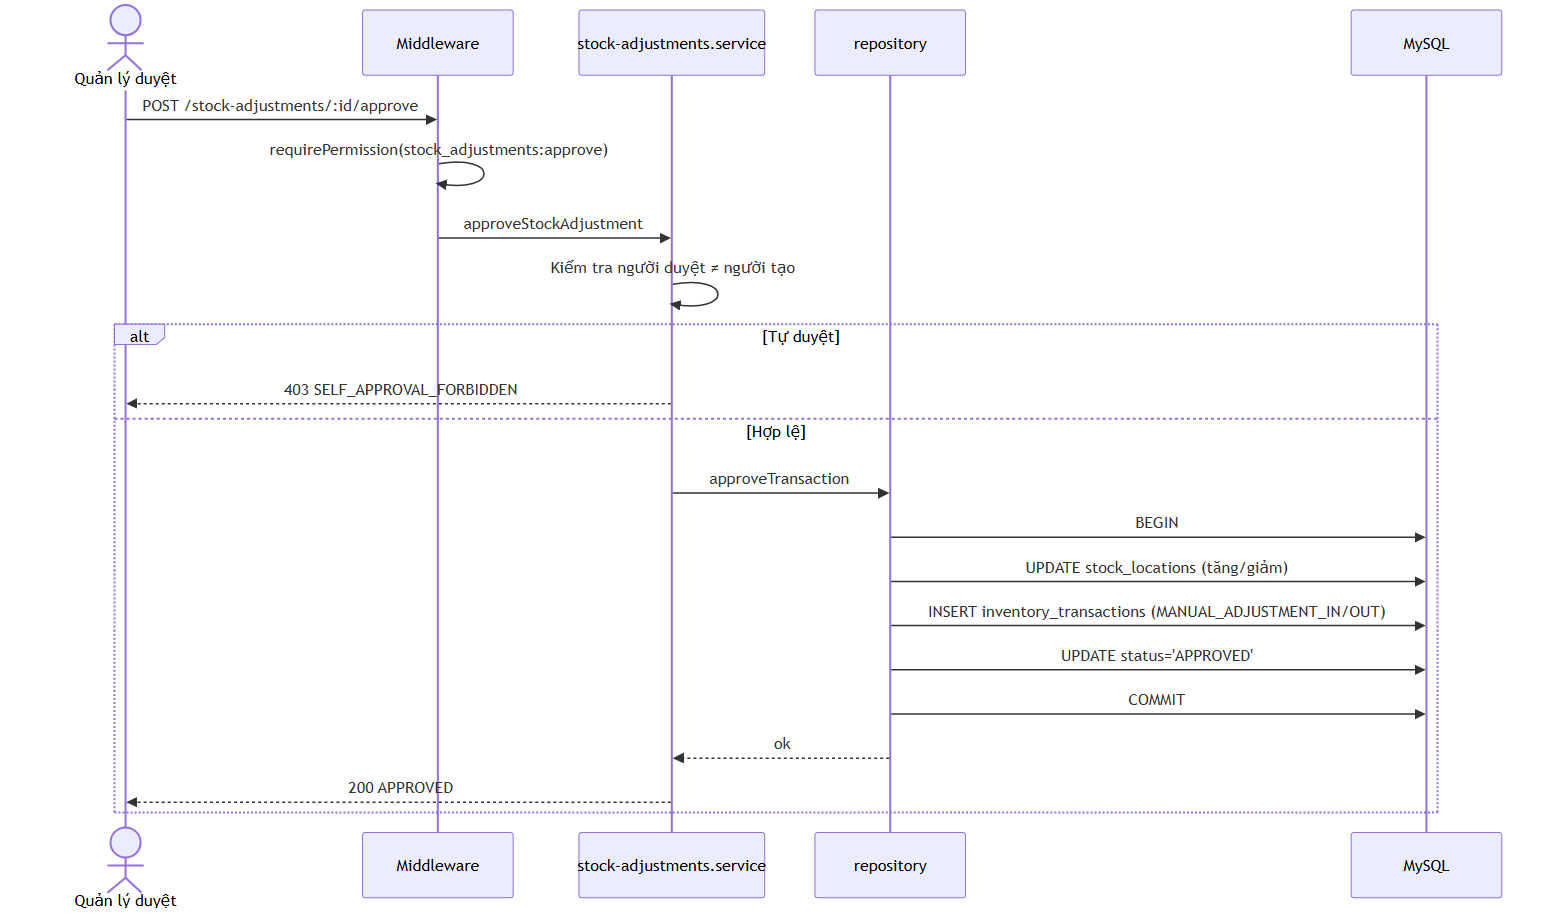 Quản lý duyệt
Middleware
stock-adjustments.service
repository
MySQL
POST /stock-adjustments/:id/approve
requirePermission(stock_adjustments:approve)
approveStockAdjustment
Kiểm tra người duyệt ≠ người tạo
alt
[Tự duyệt]
403 SELF_APPROVAL_FORBIDDEN
[Hợp lệ]
approveTransaction
BEGIN
UPDATE stock_locations (tăng/giảm)
INSERT inventory_transactions (MANUAL_ADJUSTMENT_IN/OUT)
UPDATE status='APPROVED'
COMMIT
ok
200 APPROVED
Quản lý duyệt
Middleware
stock-adjustments.service
repository
MySQL